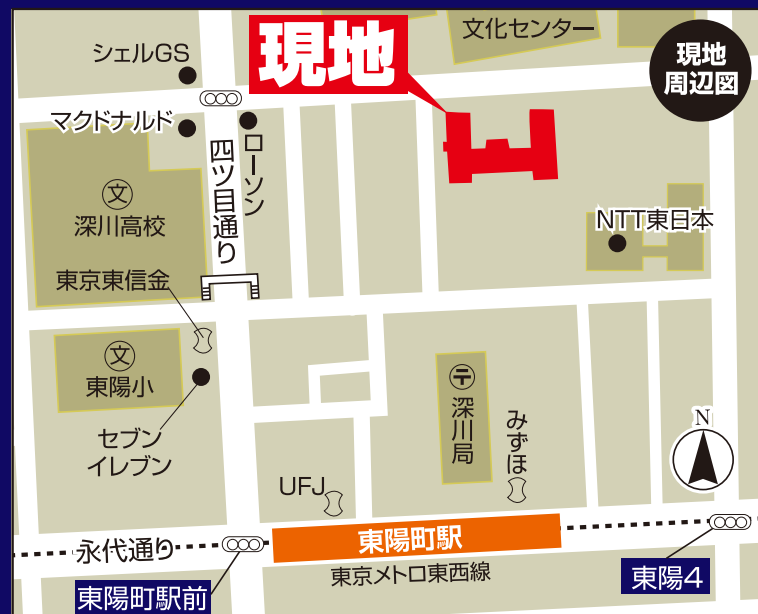 文化センター
シェルGS
現地
現地
周辺図
マクドナルド
ローソン
四ツ目通り
文
深川高校
NTT東日本
東京東信金
文
東陽小
〒
深川局
みずほ
N
セブン
イレブン
UFJ
永代通り
東陽町駅
東京メトロ東西線
東陽町駅前
東陽4